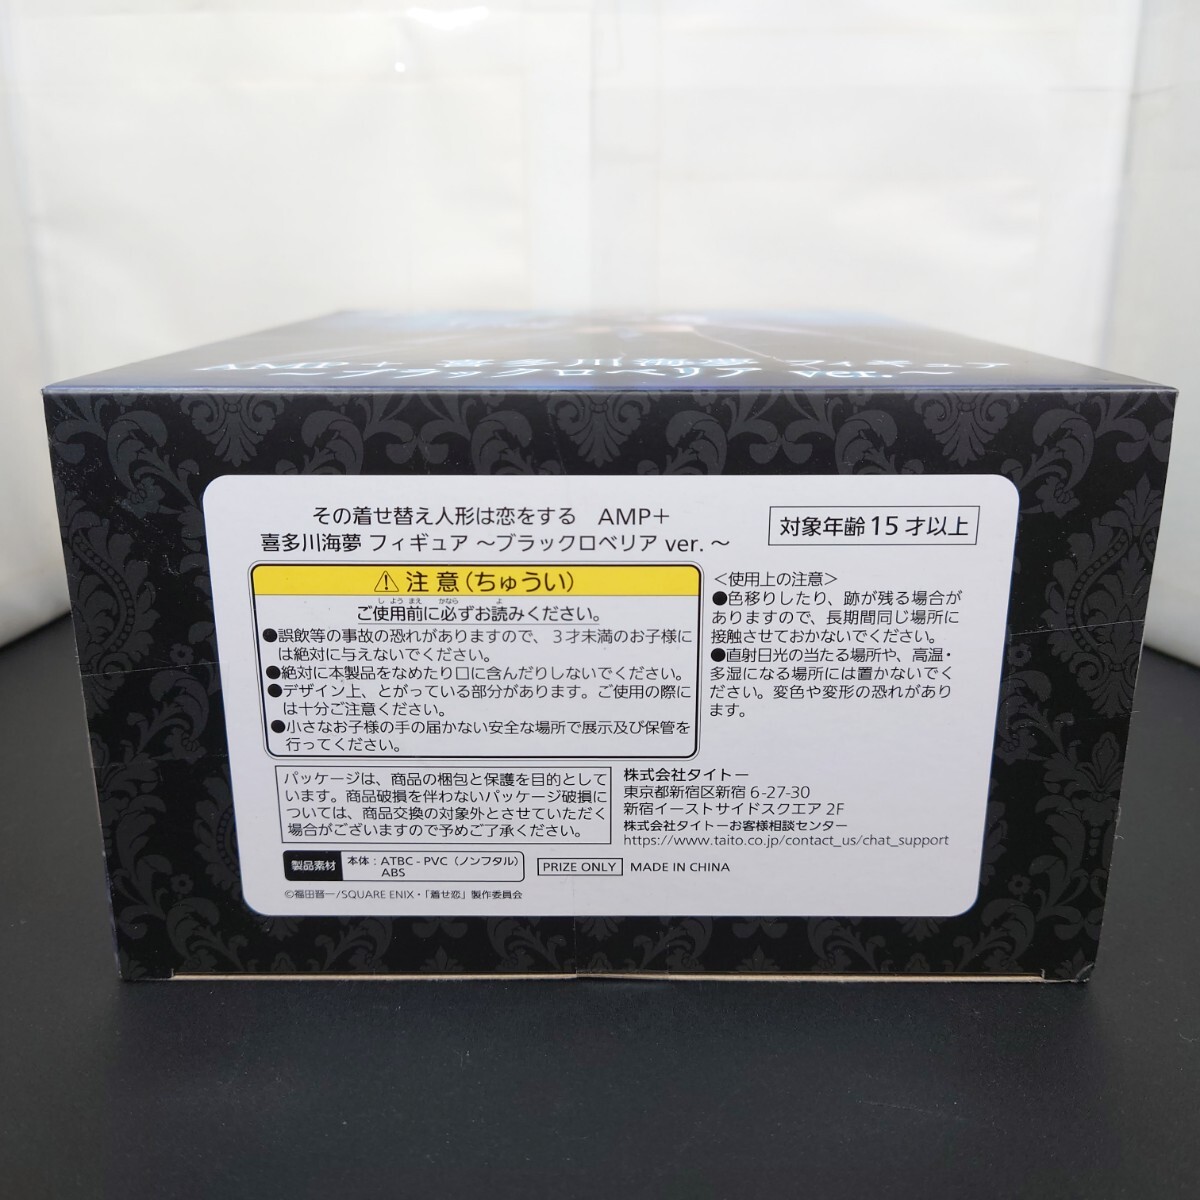 AMP＋ 喜多川海夢 フィギュア
～ブラックロベリア ver.～
その着せ替え人形は恋をする　AMP＋
喜多川海夢 フィギュア ～ブラックロベリア ver. ～
対象年齢 15 才以上
⚠ 注 意（ちゅうい）
しよう まえ かなら よ
ご使用前に必ずお読みください。
●誤飲等の事故の恐れがありますので、３才未満のお子様に
は絶対に与えないでください。
●絶対に本製品をなめたり口に含んだりしないでください。
●デザイン上、とがっている部分があります。ご使用の際に
は十分ご注意ください。
●小さなお子様の手の届かない安全な場所で展示及び保管を
行ってください。
＜使用上の注意＞
●色移りしたり、跡が残る場合が
ありますので、長期間同じ場所に
接触させておかないでください。
●直射日光の当たる場所や、高温・
多湿になる場所には置かないでく
ださい。変色や変形の恐れがあり
ます。
パッケージは、商品の梱包と保護を目的として
います。商品破損を伴わないパッケージ破損に
ついては、商品交換の対象外とさせていただく
場合がございますので予めご了承ください。
株式会社タイトー
東京都新宿区新宿 6-27-30
新宿イーストサイドスクエア 2F
株式会社タイトーお客様相談センター
https://www.taito.co.jp/contact_us/chat_support
製品素材
本体：ATBC - PVC（ノンフタル）
ABS
PRIZE ONLY
MADE IN CHINA
©福田晋一/SQUARE ENIX・「着せ恋」製作委員会